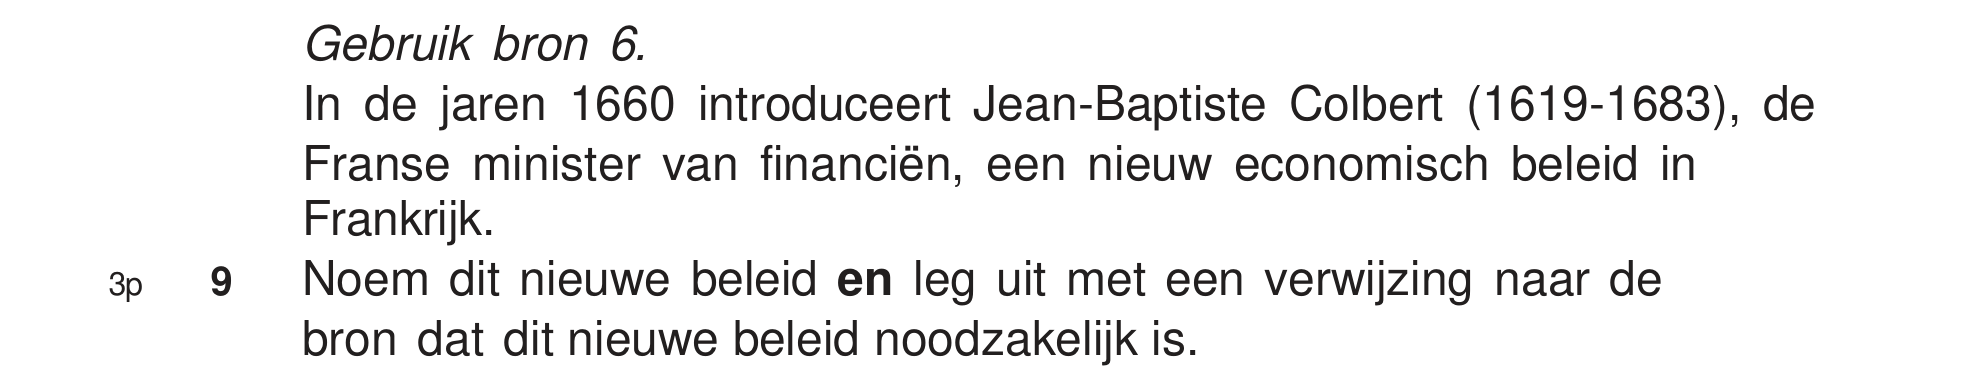 Gebruik bron 6.
In de jaren 1660 introduceert Jean-Baptiste Colbert (1619-1683), de
Franse minister van financiën, een nieuw economisch beleid in
Frankrijk.
3p 9 Noem dit nieuwe beleid en leg uit met een verwijzing naar de
bron dat dit nieuwe beleid noodzakelijk is.